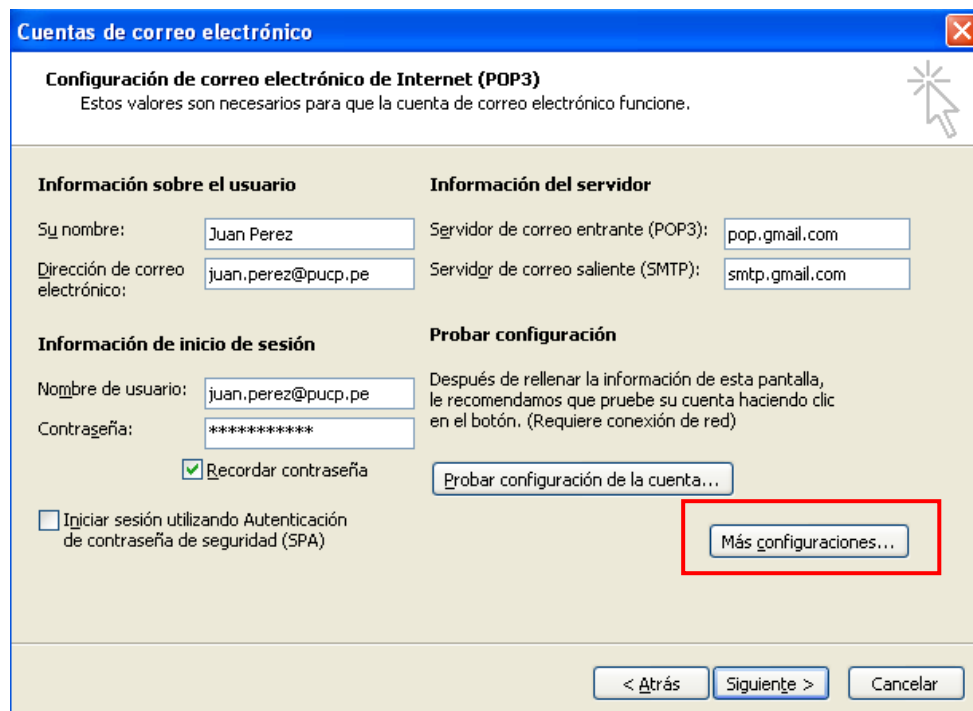 Cuentas de correo electrónico
Configuración de correo electrónico de Internet (POP3)
Estos valores son necesarios para que la cuenta de correo electrónico funcione.
Información sobre el usuario
Su nombre:
Juan Perez
Dirección de correo
electrónico:
juan.perez@pucp.pe
Información del servidor
Servidor de correo entrante (POP3):
pop.gmail.com
Servidor de correo saliente (SMTP):
smtp.gmail.com
Información de inicio de sesión
Nombre de usuario:
juan.perez@pucp.pe
Contraseña:
***********
Recordar contraseña
Iniciar sesión utilizando Autenticación
de contraseña de seguridad (SPA)
Probar configuración
Después de rellenar la información de esta pantalla,
le recomendamos que pruebe su cuenta haciendo clic
en el botón. (Requiere conexión de red)
Probar configuración de la cuenta...
Más configuraciones...
< Atrás
Siguiente >
Cancelar